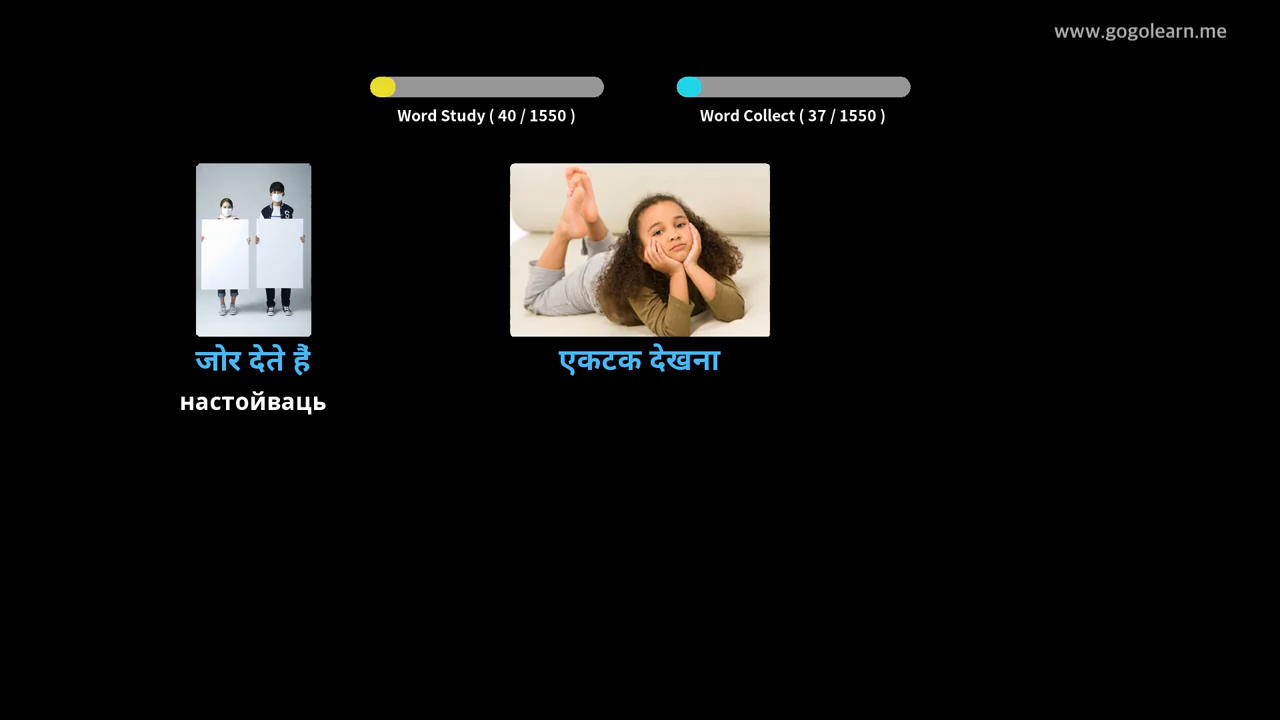 www.gogolearn.me
Word Study ( 40 / 1550 )
Word Collect ( 37 / 1550 )
S
जोर देते हैं
एकटक देखना
настойваць